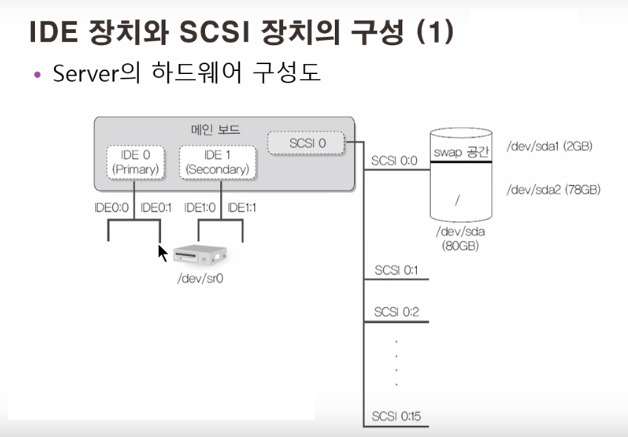 IDE 장치와 SCSI 장치의 구성 (1)
• Server의 하드웨어 구성도
메인 보드
IDE 0
(Primary)
IDE 1
(Secondary)
SCSI 0
IDE0:0
IDE0:1
IDE1:0
IDE1:1
/dev/sr0
SCSI 0:0
swap 공간
/
/dev/sda1 (2GB)
/dev/sda2 (78GB)
/dev/sda
(80GB)
SCSI 0:1
SCSI 0:2
SCSI 0:15